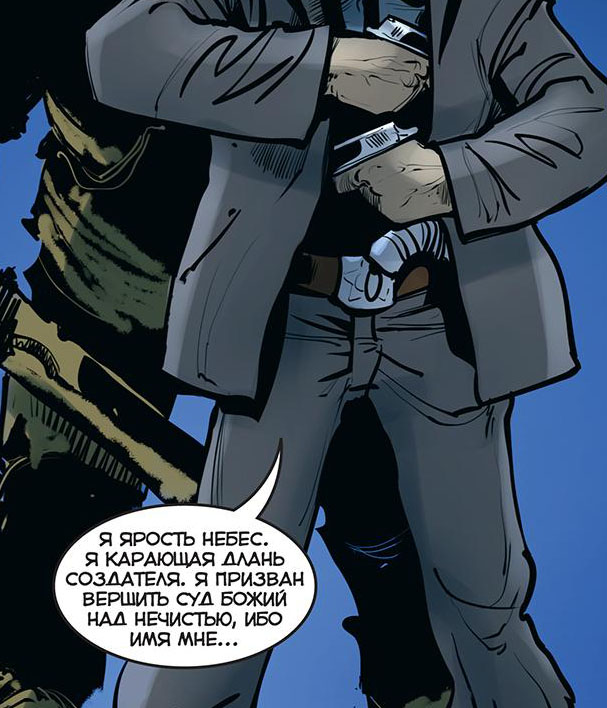 Я ЯРОСТЬ НЕБЕС.
Я КАРАЮЩАЯ ДЛАНЬ
СОЗДАТЕЛЯ. Я ПРИЗВАН
ВЕРШИТЬ СУД БОЖИЙ
НАД НЕЧИСТЬЮ, ИБО
ИМЯ МНЕ...